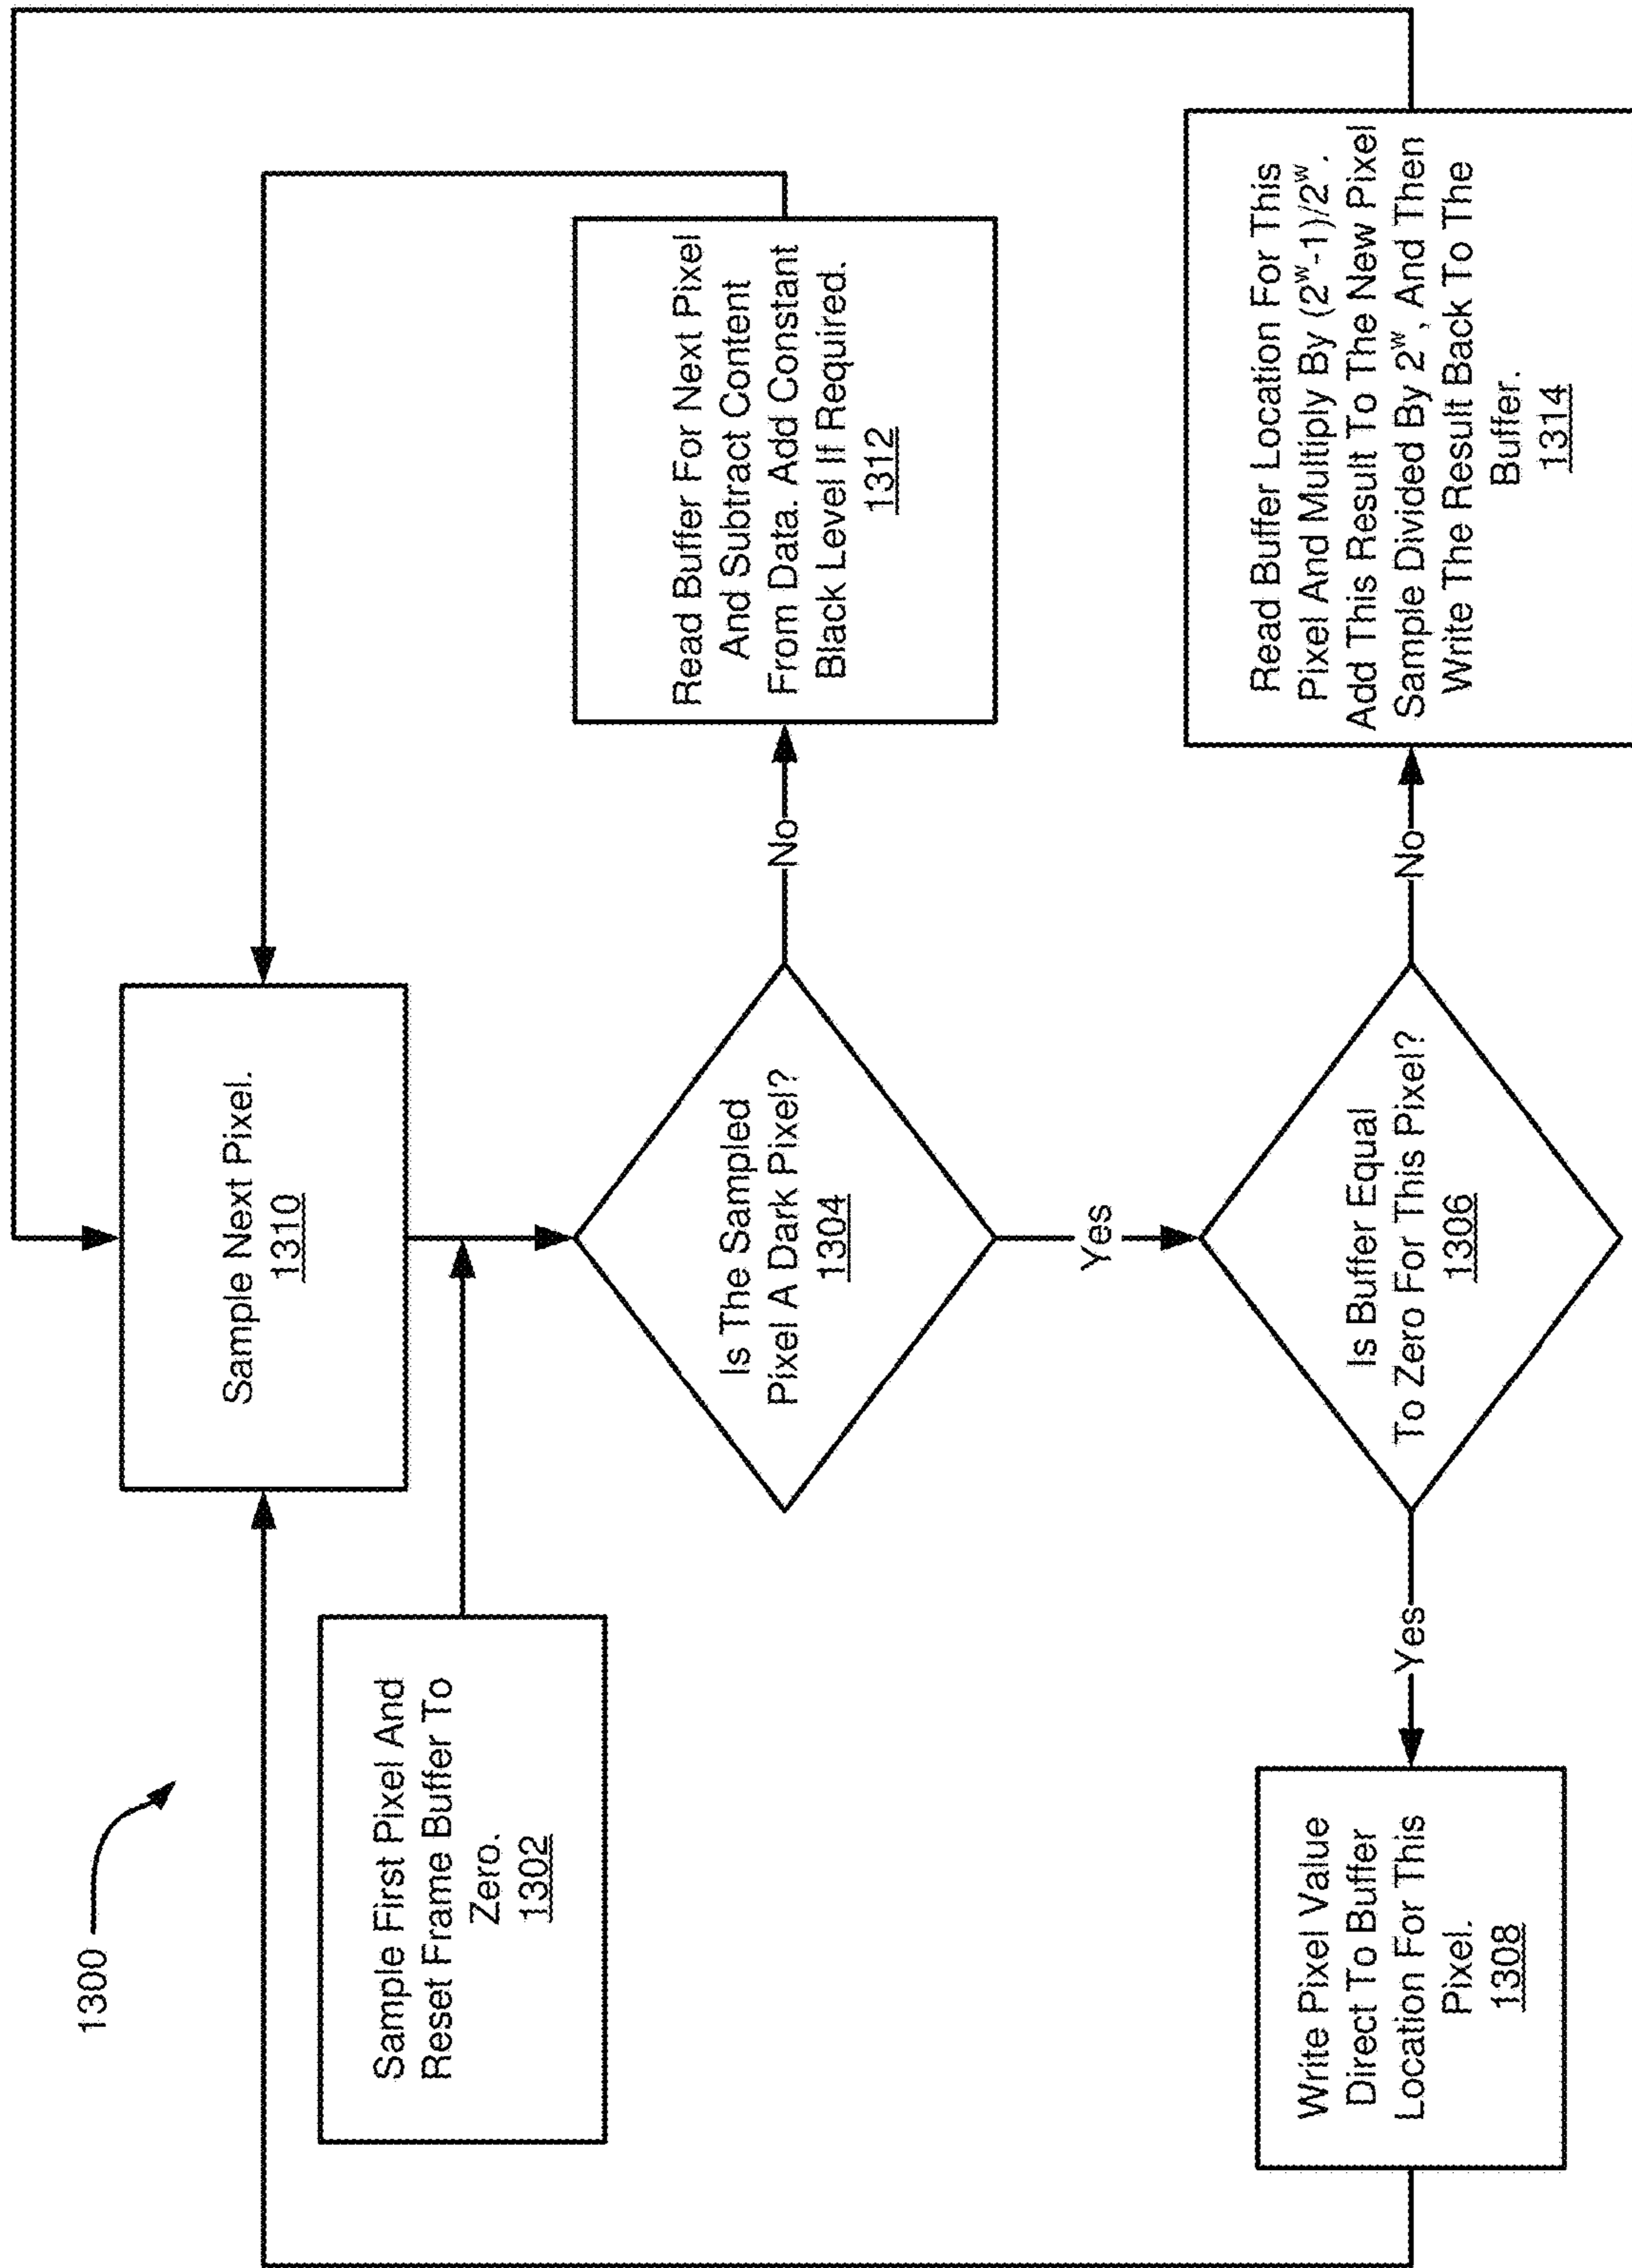 1300
Sample First Pixel And
Reset Frame Buffer To
Zero.
1302
Sample Next Pixel.
1310
Is The Sampled
Pixel A Dark Pixel?
1304
No
Read Buffer For Next Pixel
And Subtract Content
From Data. Add Constant
Black Level If Required.
1312
Yes
Is Buffer Equal
To Zero For This Pixel?
1306
Yes
Write Pixel Value
Direct To Buffer
Location For This
Pixel.
1308
No
Read Buffer Location For This
Pixel And Multiply By (2ʷ-1)/2ʷ.
Add This Result To The New Pixel
Sample Divided By 2ʷ, And Then
Write The Result Back To The
Buffer.
1314